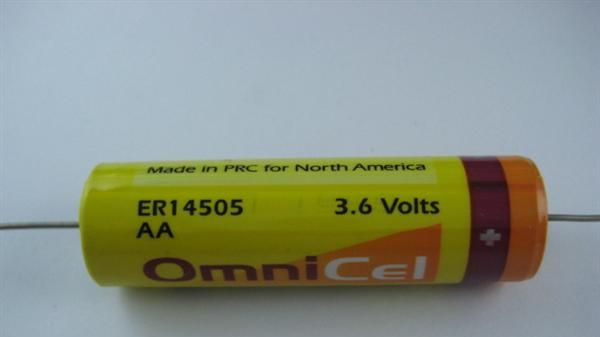 Made in PRC for North America
ER14505 3.6 Volts
AA
OmniCel
+